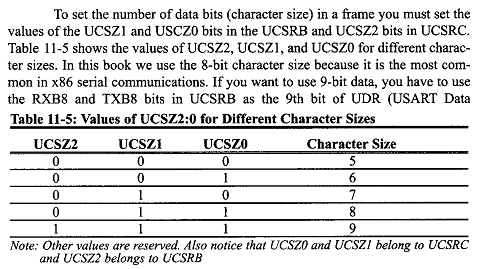 To set the number of data bits (character size) in a frame you must set the
values of the UCSZ1 and USCZ0 bits in the UCSRB and UCSZ2 bits in UCSRC.
Table 11-5 shows the values of UCSZ2, UCSZ1, and UCSZ0 for different charac-
ter sizes. In this book we use the 8-bit character size because it is the most com-
mon in x86 serial communications. If you want to use 9-bit data, you have to use
the RXB8 and TXB8 bits in UCSRB as the 9th bit of UDR (USART Data
Table 11-5: Values of UCSZ2:0 for Different Character Sizes
UCSZ2 UCSZ1 UCSZ0 Character Size
0 0 0 5
0 0 1 6
0 1 0 7
0 1 1 8
1 1 1 9
Note: Other values are reserved. Also notice that UCSZ0 and UCSZ1 belong to UCSRC
and UCSZ2 belongs to UCSRB